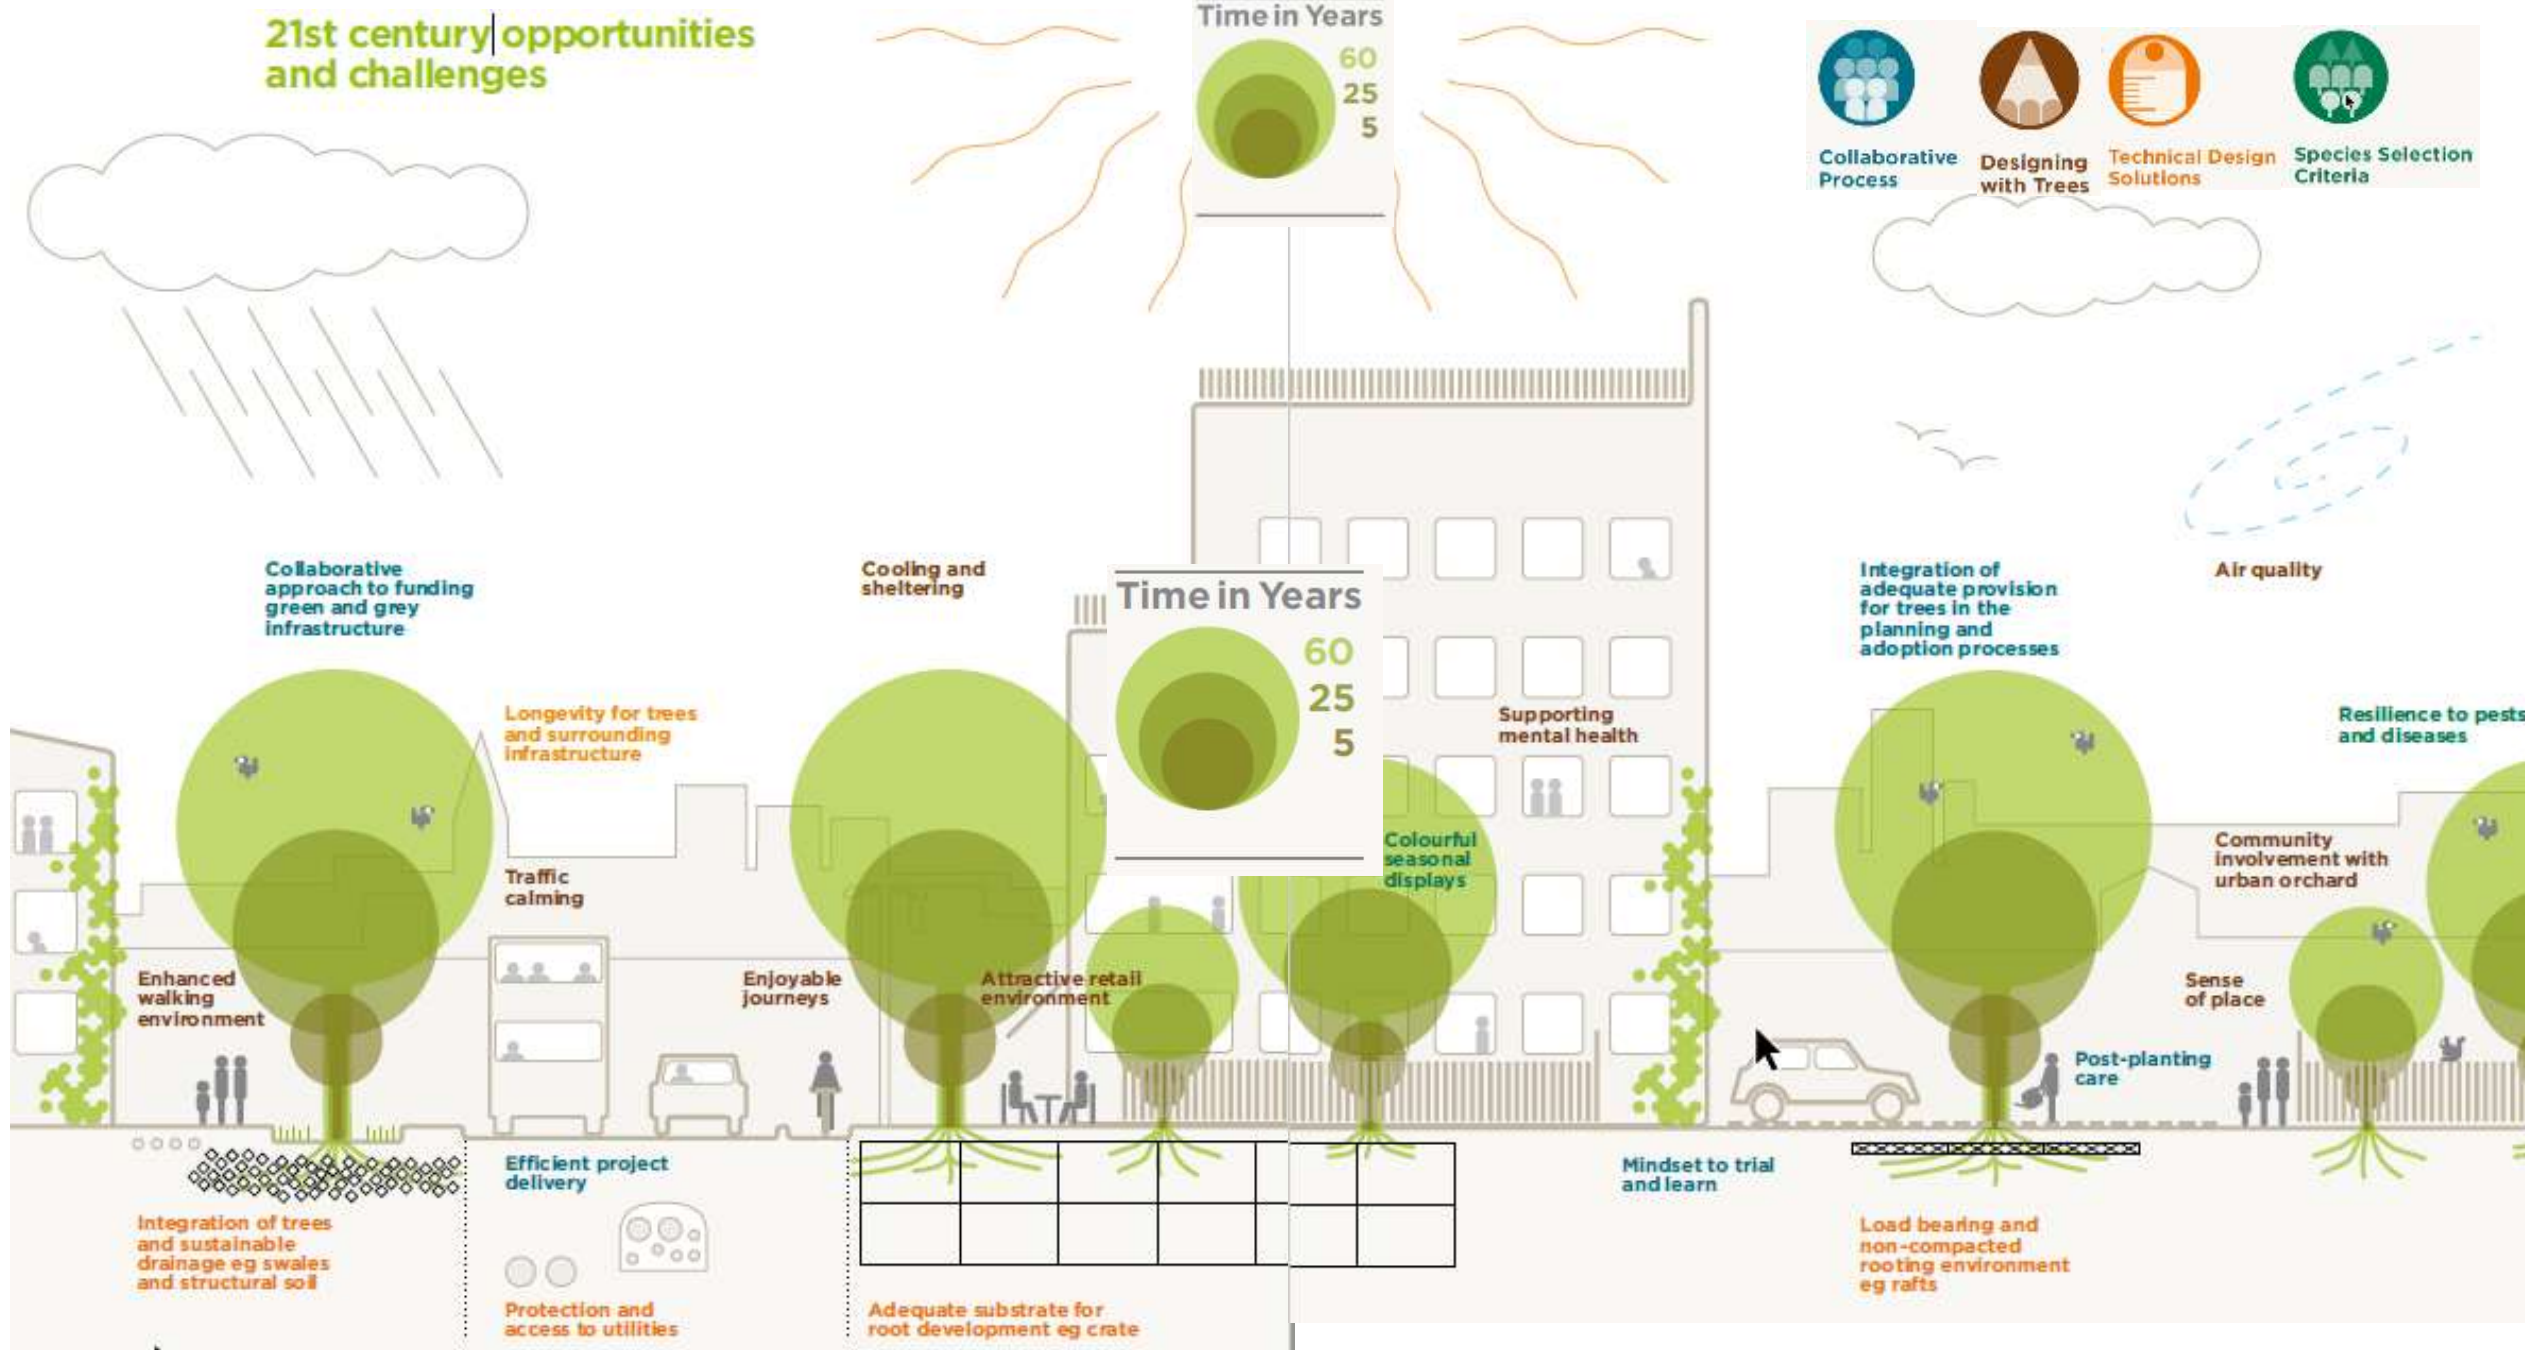 21st century opportunities
and challenges
Time in Years
60
25
5
Collaborative
Process
Designing
with Trees
Technical Design
Solutions
Species Selection
Criteria
Collaborative
approach to funding
green and grey
infrastructure
Cooling and
sheltering
Time in Years
60
25
5
Integration of
adequate provision
for trees in the
planning and
adoption processes
Air quality
Longevity for trees
and surrounding
infrastructure
Supporting
mental health
Resilience to pests
and diseases
Traffic
calming
Colourful
seasonal
displays
Community
involvement with
urban orchard
Enhanced
walking
environment
Enjoyable
journeys
Attractive retail
environment
Sense
of place
Post-planting
care
Efficient project
delivery
Mindset to trial
and learn
Integration of trees
and sustainable
drainage eg swales
and structural soil
Load bearing and
non-compacted
rooting environment
eg rafts
Protection and
access to utilities
Adequate substrate for
root development eg crate